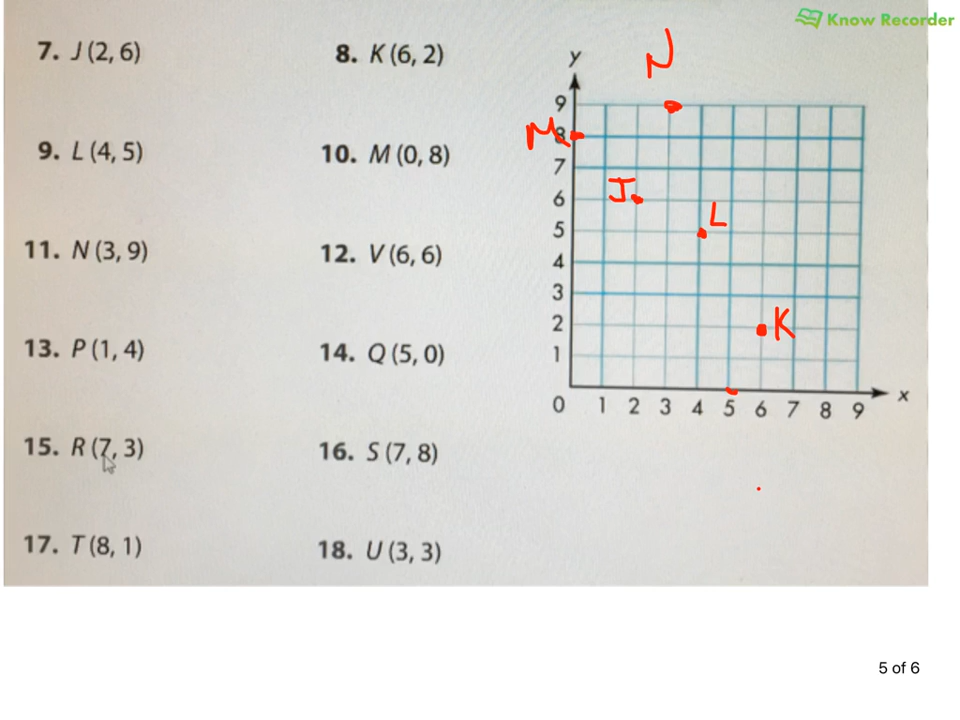 Know Recorder
7. J (2, 6)
8. K (6, 2)
9. L (4, 5)
10. M (0, 8)
11. N (3, 9)
12. V (6, 6)
13. P (1, 4)
14. Q (5, 0)
15. R (7, 3)
16. S (7, 8)
17. T (8, 1)
18. U (3, 3)
N
y
9
M 8
7
6 J
5 L
4
3
2 K
1
0 1 2 3 4 5 6 7 8 9 x
5 of 6